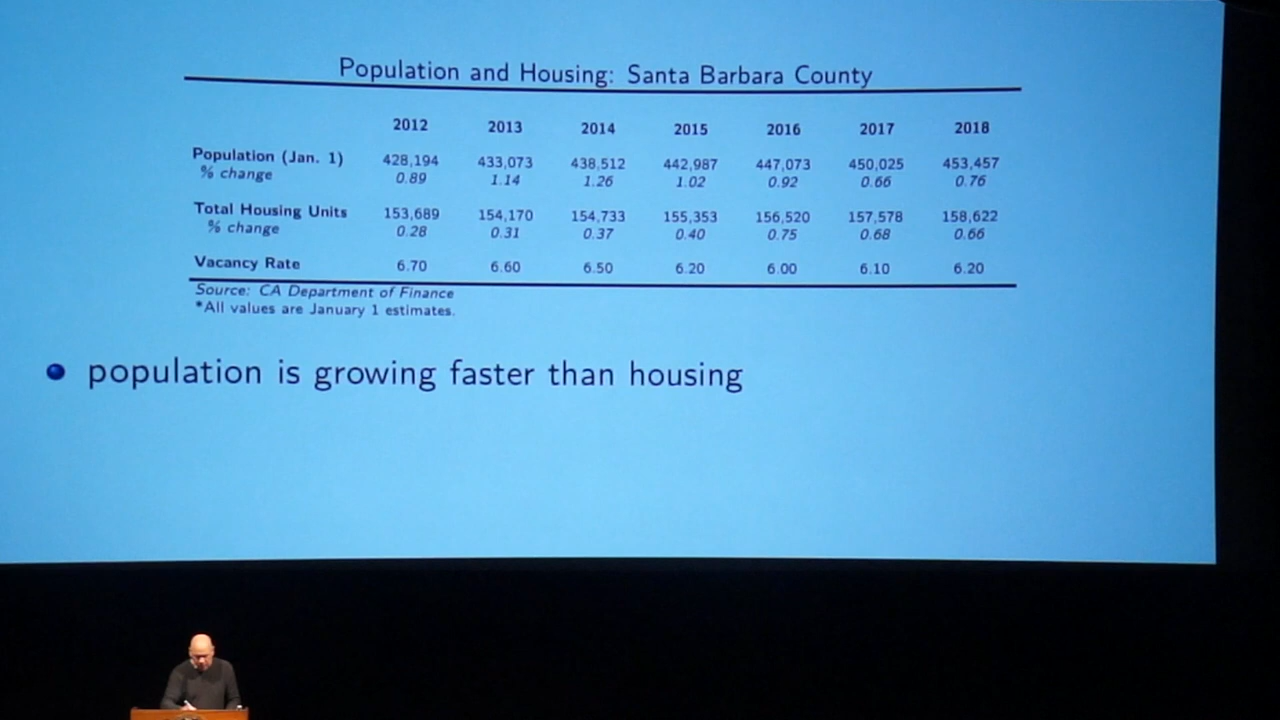 Population and Housing: Santa Barbara County
2012 2013 2014 2015 2016 2017 2018
Population (Jan. 1) 428,194 433,073 438,512 442,987 447,073 450,025 453,457
% change 0.89 1.14 1.26 1.02 0.92 0.66 0.76
Total Housing Units 153,689 154,170 154,733 155,353 156,520 157,578 158,622
% change 0.28 0.31 0.37 0.40 0.75 0.68 0.66
Vacancy Rate 6.70 6.60 6.50 6.20 6.00 6.10 6.20
Source: CA Department of Finance
*All values are January 1 estimates.
population is growing faster than housing